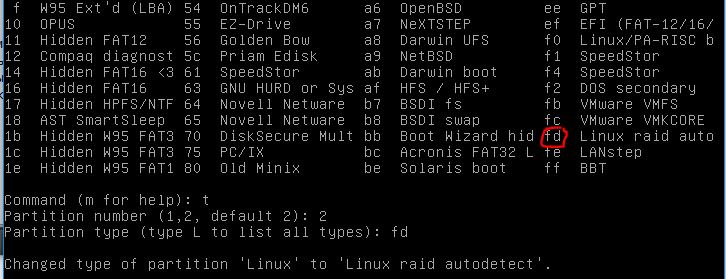 f W95 Ext'd (LBA) 54 OnTrackDM6 a6 OpenBSD ee GPT
10 OPUS 55 EZ-Drive a7 NeXTSTEP ef EFI (FAT-12/16/
11 Hidden FAT12 56 Golden Bow a8 Darwin UFS f0 Linux/PA-RISC b
12 Compaq diagnost 5c Priam Edisk a9 NetBSD f1 SpeedStor
14 Hidden FAT16 <3 61 SpeedStor ab Darwin boot f4 SpeedStor
16 Hidden FAT16 63 GNU HURD or Sys af HFS / HFS+ f2 DOS secondary
17 Hidden HPFS/NTF 64 Novell Netware b7 BSDI fs fb VMware VMFS
18 AST SmartSleep 65 Novell Netware b8 BSDI swap fc VMware VMKCORE
1b Hidden W95 FAT3 70 DiskSecure Mult bb Boot Wizard hid fd Linux raid auto
1c Hidden W95 FAT3 75 PC/IX bc Acronis FAT32 L fe LANstep
1e Hidden W95 FAT1 80 Old Minix be Solaris boot ff BBT
Command (m for help): t
Partition number (1,2, default 2): 2
Partition type (type L to list all types): fd
Changed type of partition 'Linux' to 'Linux raid autodetect'.